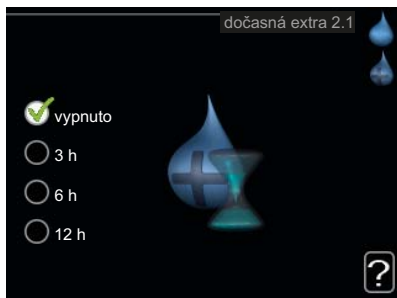 dočasná extra 2.1
vypnuto
3 h
6 h
12 h
?